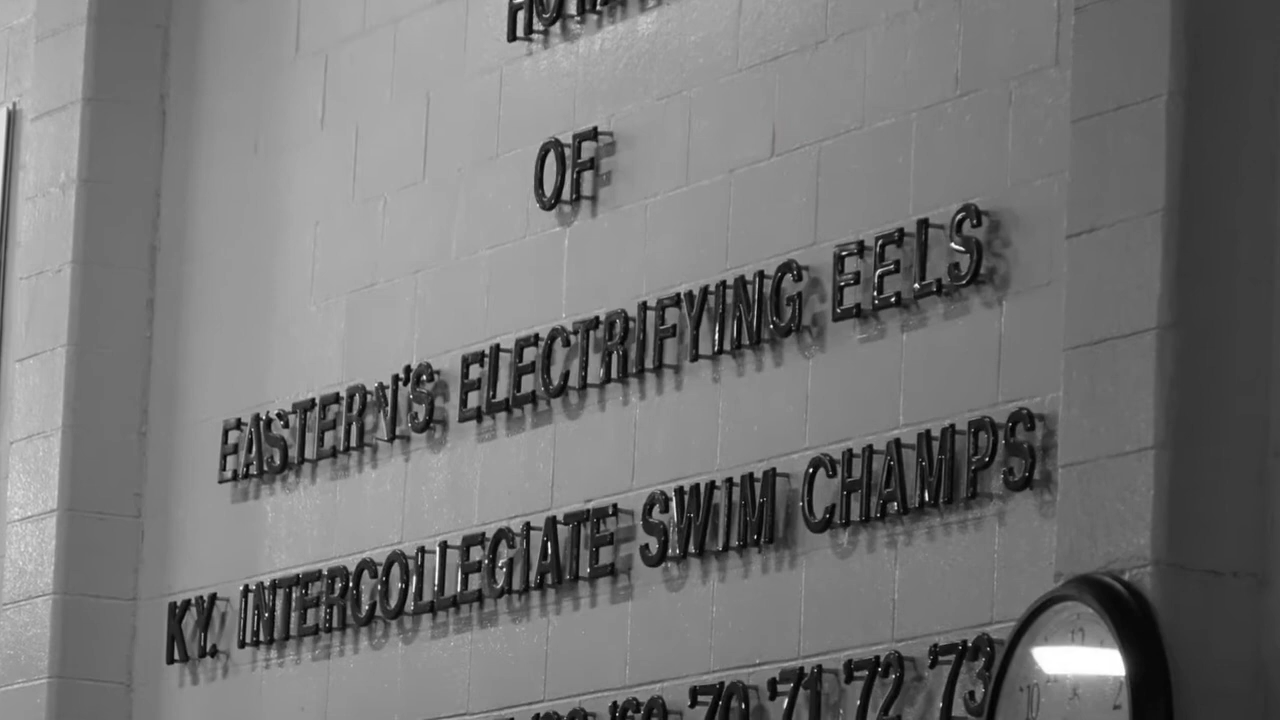 OF
EASTERN'S ELECTRIFYING EELS
KY. INTERCOLLEGIATE SWIM CHAMPS
'70 '71 '72 '73